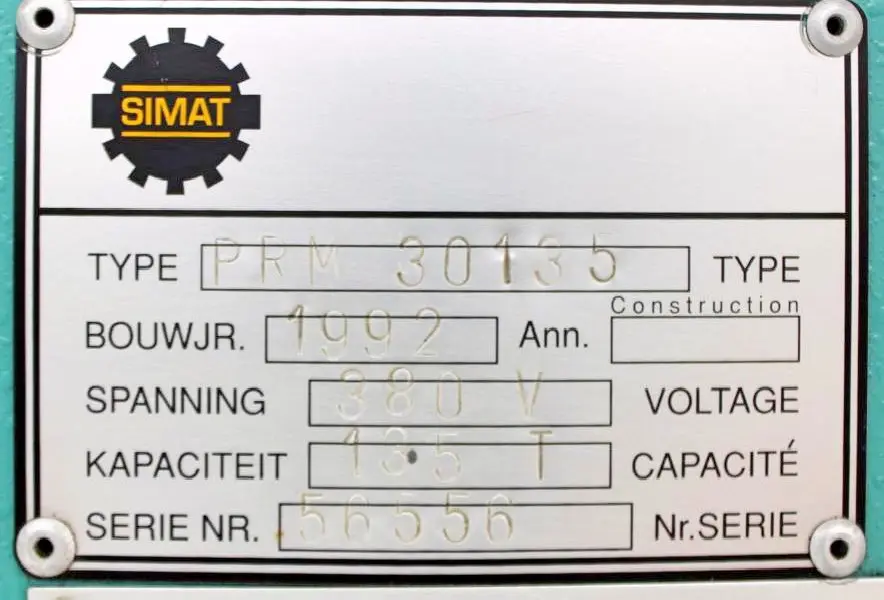 SIMAT
TYPE PRM 30135 TYPE
Construction
BOUWJR. 1992 Ann.
SPANNING 380 V VOLTAGE
KAPACITEIT 135 T CAPACITÉ
SERIE NR. 56556 Nr.SERIE